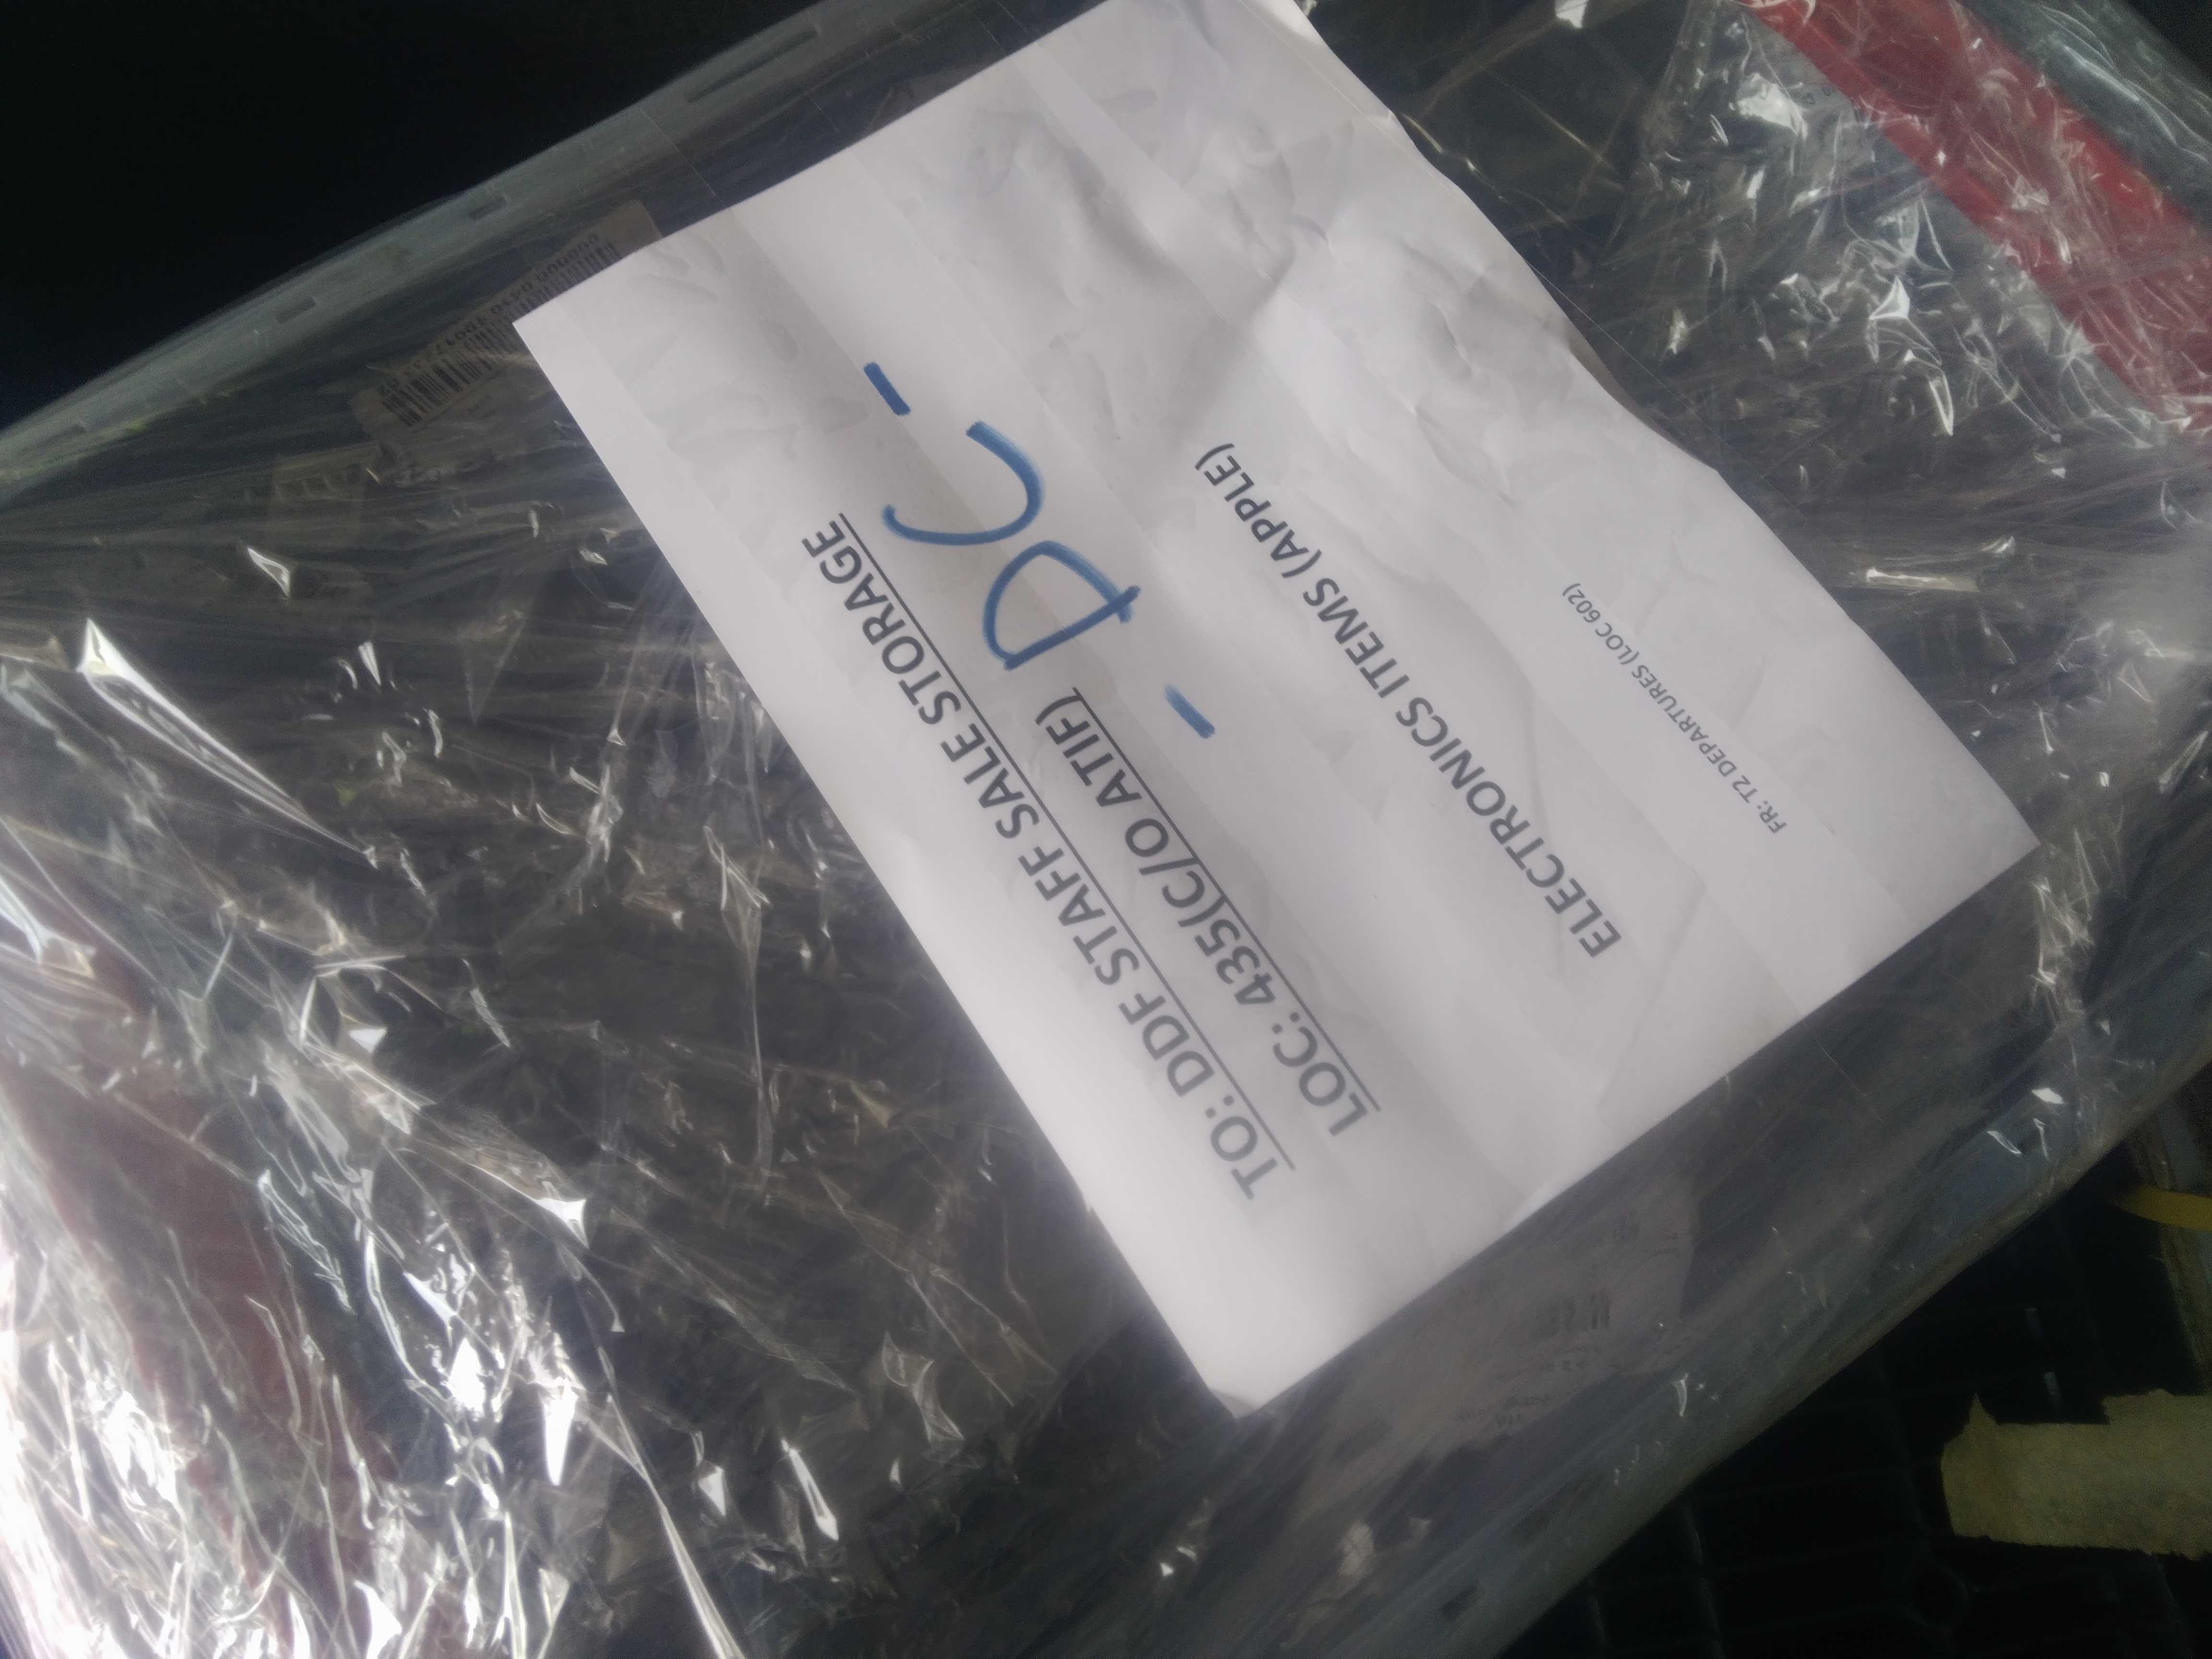 TO: DDF STAFF SALE STORAGE
LOC: 435(C/O ATIF)
- DC -
ELECTRONICS ITEMS (APPLE)
FR: T2 DEPARTURES (LOC 602)